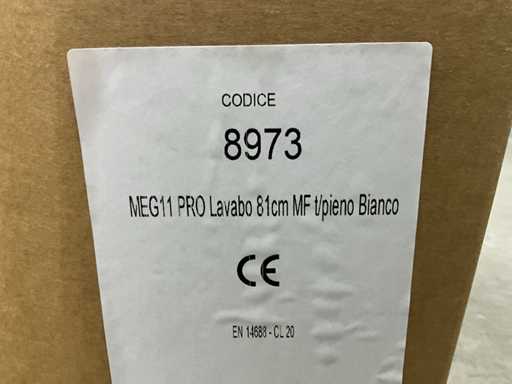 CODICE
8973
MEG11 PRO Lavabo 81cm MF t/pieno Bianco
CE
EN 14688 - CL 20